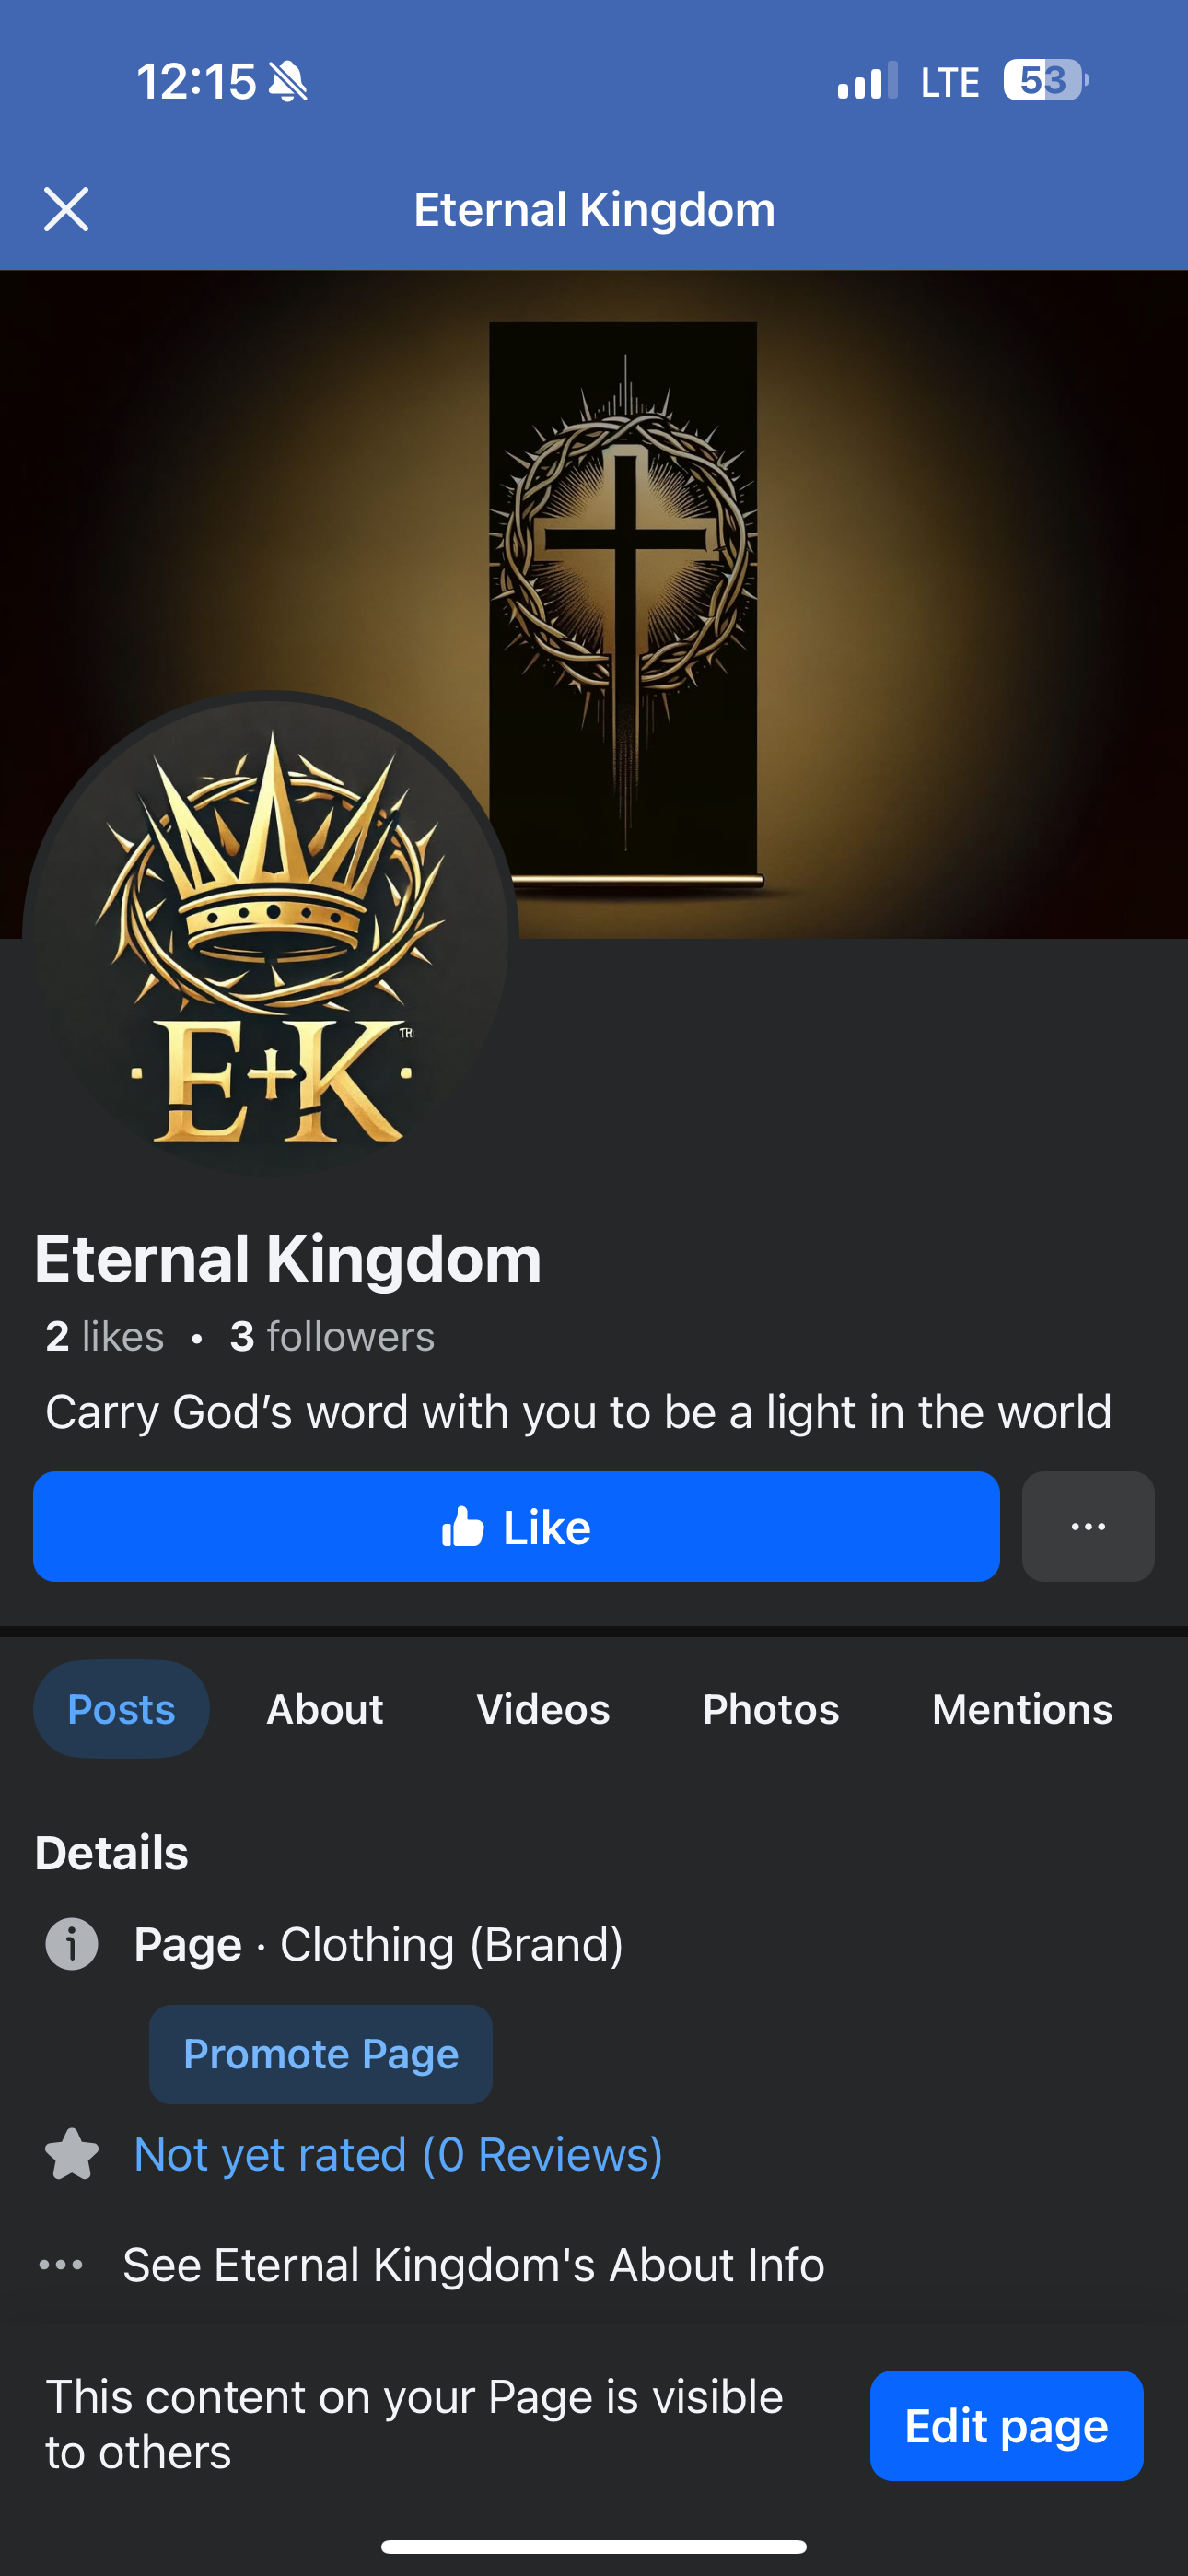 12:15
LTE
53
Eternal Kingdom
E+K
Eternal Kingdom
2 likes • 3 followers
Carry God’s word with you to be a light in the world
Like
Posts
About
Videos
Photos
Mentions
Details
Page · Clothing (Brand)
Promote Page
Not yet rated (0 Reviews)
See Eternal Kingdom's About Info
This content on your Page is visible
to others
Edit page